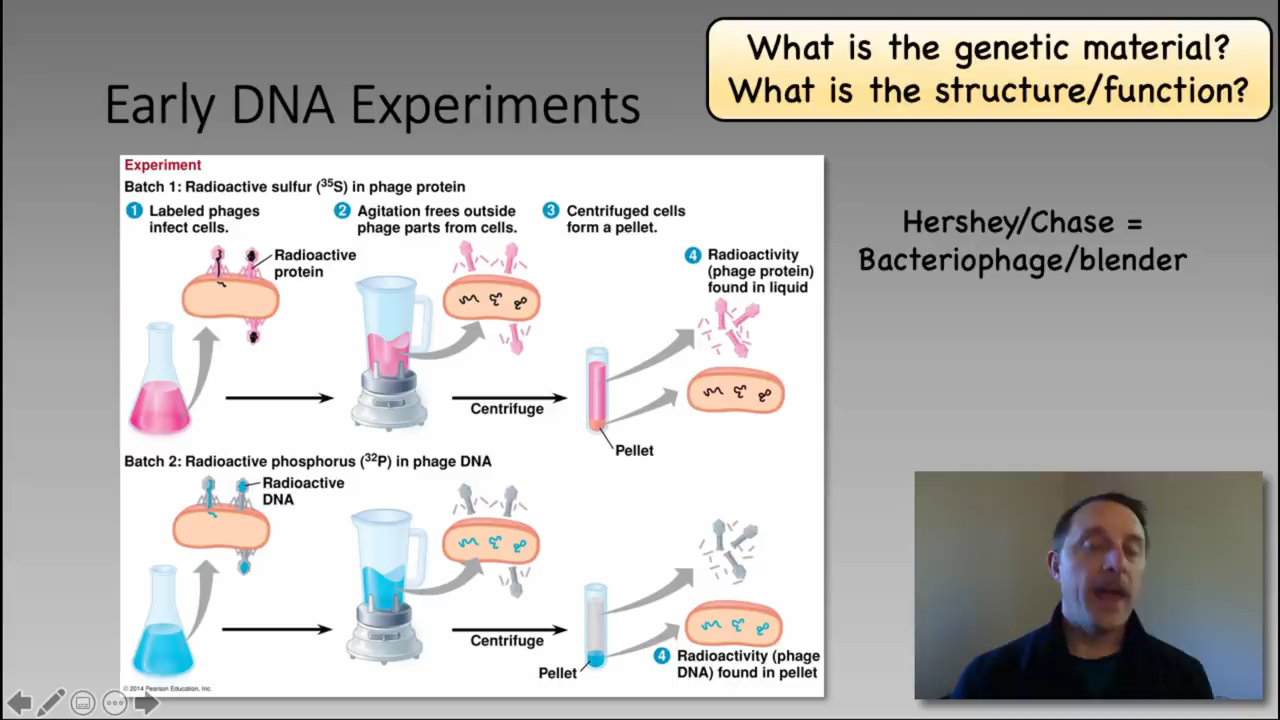 What is the genetic material?
What is the structure/function?
Early DNA Experiments
Experiment
Batch 1: Radioactive sulfur (³⁵S) in phage protein
1 Labeled phages
infect cells.
2 Agitation frees outside
phage parts from cells.
3 Centrifuged cells
form a pellet.
Radioactive
protein
4 Radioactivity
(phage protein)
found in liquid
Centrifuge
Pellet
Batch 2: Radioactive phosphorus (³²P) in phage DNA
Radioactive
DNA
Centrifuge
Pellet
4 Radioactivity (phage
DNA) found in pellet
© 2014 Pearson Education, Inc.
Hershey/Chase =
Bacteriophage/blender